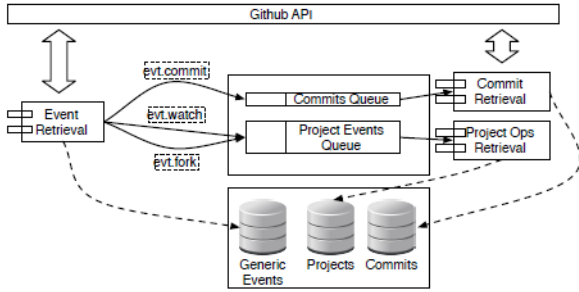 Github API
evt.commit
Event
Retrieval
evt.watch
evt.fork
Commits Queue
Project Events
Queue
Commit
Retrieval
Project Ops
Retrieval
Generic
Events
Projects
Commits